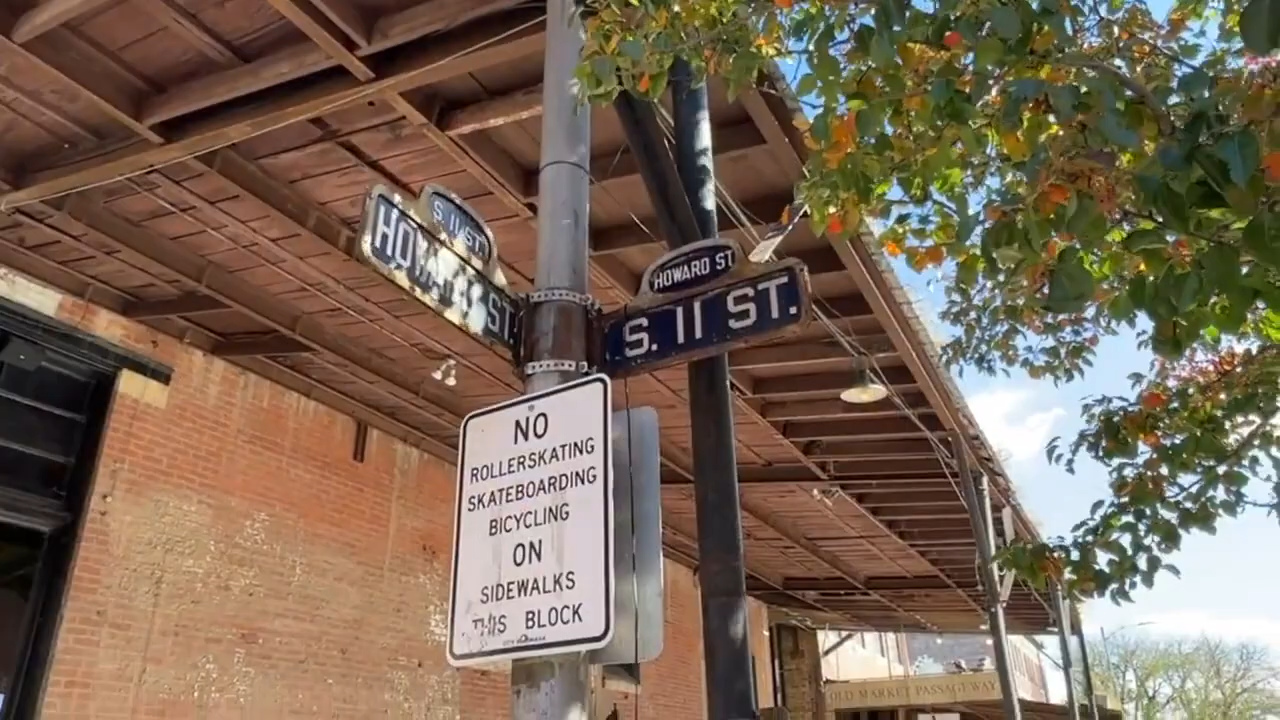 S. 11 ST.
HOWARD ST.
HOWARD ST
S. 11 ST.
NO
ROLLERSKATING
SKATEBOARDING
BICYCLING
ON
SIDEWALKS
THIS BLOCK
OLD MARKET PASSAGEWAY